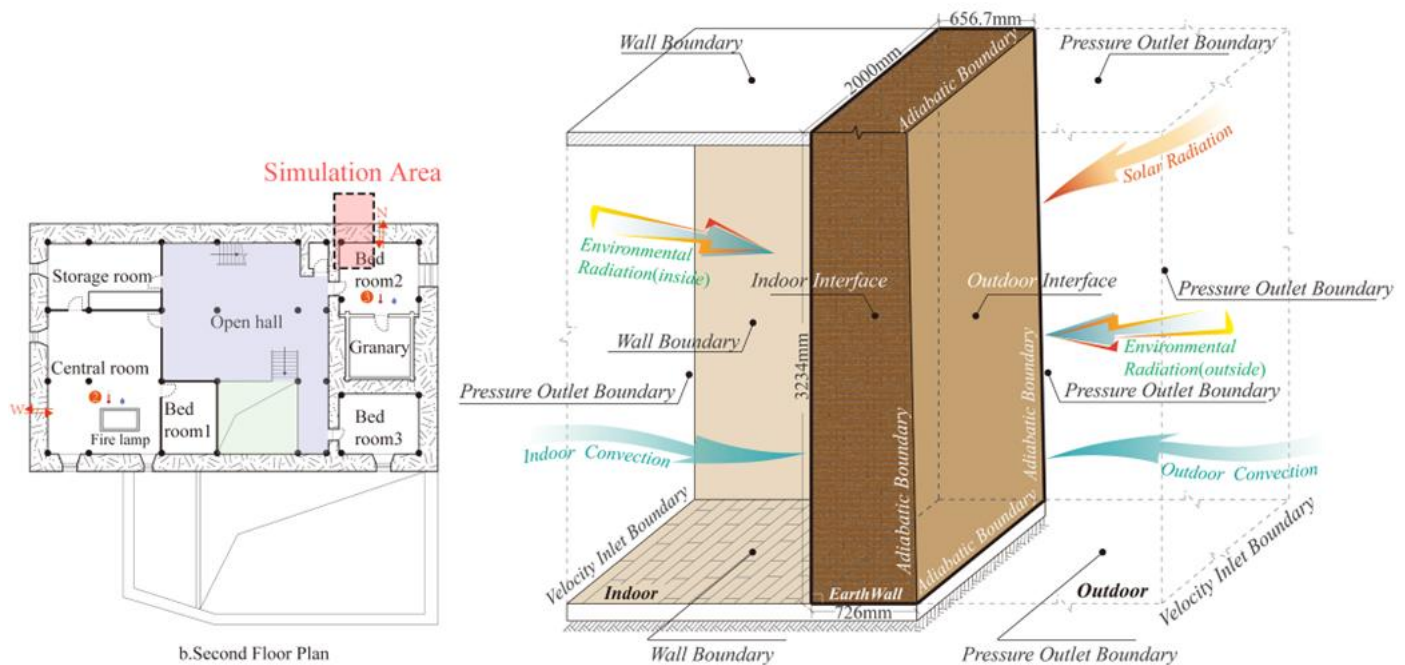 Simulation Area
N
Storage room
Bed
room2
3
Open hall
Granary
Central room
W
2
Fire lamp
Bed
room1
Bed
room3
b.Second Floor Plan
656.7mm
Wall Boundary
Pressure Outlet Boundary
2000mm
Adiabatic Boundary
Solar Radiation
Environmental
Radiation(inside)
Indoor Interface
Outdoor Interface
Pressure Outlet Boundary
Wall Boundary
Environmental
Radiation(outside)
Pressure Outlet Boundary
Pressure Outlet Boundary
3234mm
Adiabatic Boundary
Adiabatic Boundary
Indoor Convection
Outdoor Convection
Velocity Inlet Boundary
Adiabatic Boundary
Velocity Inlet Boundary
Indoor
EarthWall
Outdoor
726mm
Wall Boundary
Pressure Outlet Boundary